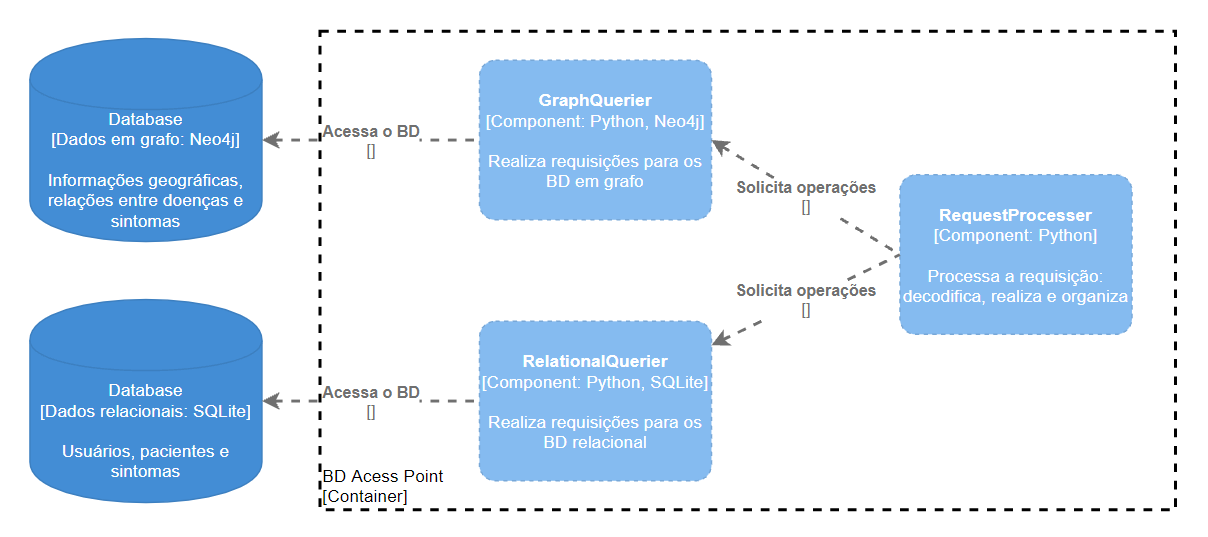 Database
[Dados em grafo: Neo4j]
Informações geográficas,
relações entre doenças e
sintomas
Acessa o BD
[]
GraphQuerier
[Component: Python, Neo4j]
Realiza requisições para os
BD em grafo
Solicita operações
[]
RequestProcesser
[Component: Python]
Processa a requisição:
decodifica, realiza e organiza
Solicita operações
[]
Database
[Dados relacionais: SQLite]
Usuários, pacientes e
sintomas
Acessa o BD
[]
RelationalQuerier
[Component: Python, SQLite]
Realiza requisições para os
BD relacional
BD Acess Point
[Container]